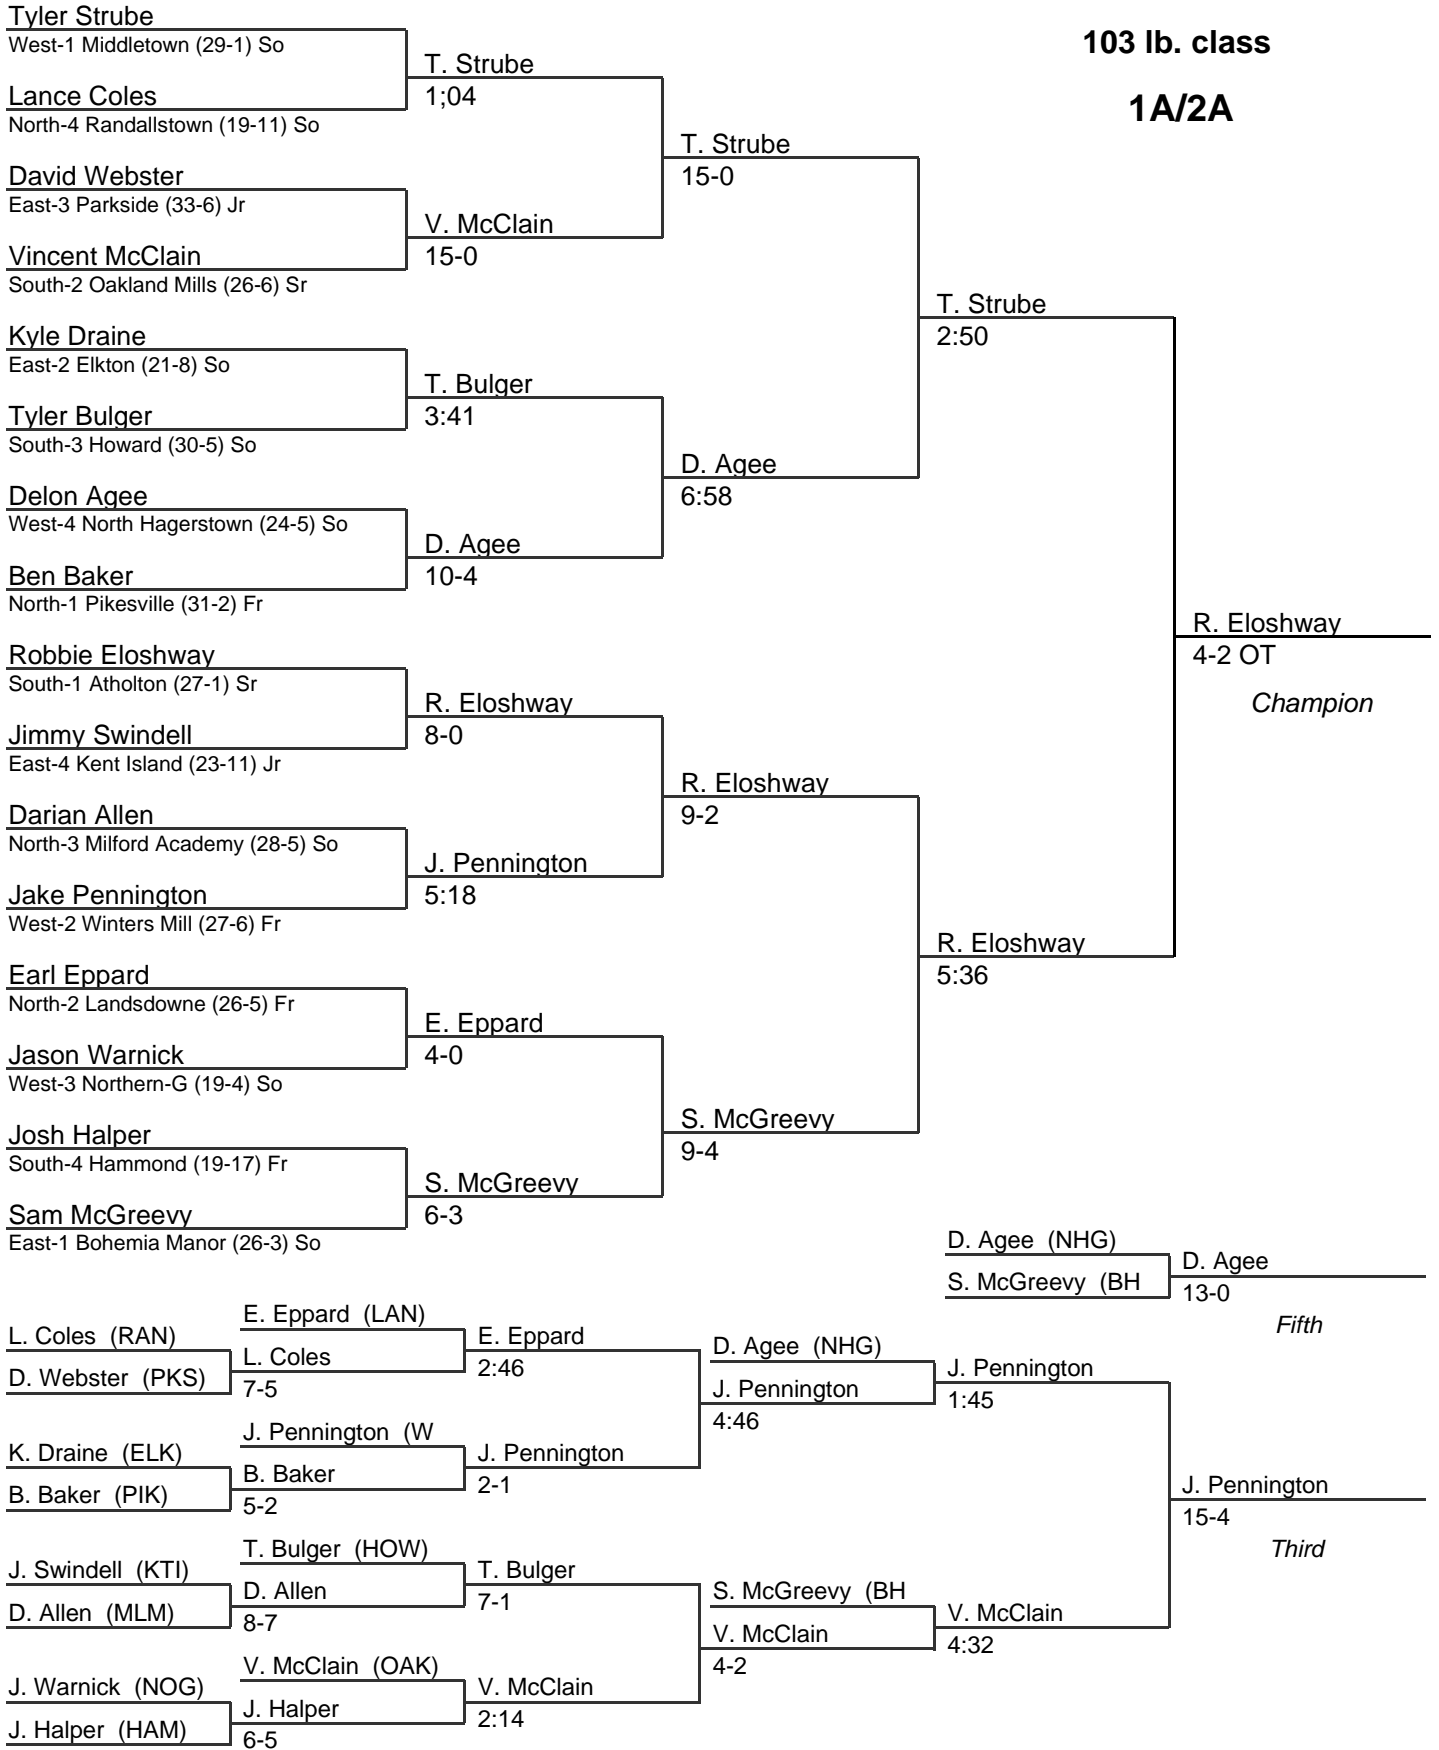 103 lb. class
1A/2A
Tyler Strube
West-1 Middletown (29-1) So
Lance Coles
North-4 Randallstown (19-11) So
David Webster
East-3 Parkside (33-6) Jr
Vincent McClain
South-2 Oakland Mills (26-6) Sr
Kyle Draine
East-2 Elkton (21-8) So
Tyler Bulger
South-3 Howard (30-5) So
Delon Agee
West-4 North Hagerstown (24-5) So
Ben Baker
North-1 Pikesville (31-2) Fr
Robbie Eloshway
South-1 Atholton (27-1) Sr
Jimmy Swindell
East-4 Kent Island (23-11) Jr
Darian Allen
North-3 Milford Academy (28-5) So
Jake Pennington
West-2 Winters Mill (27-6) Fr
Earl Eppard
North-2 Landsdowne (26-5) Fr
Jason Warnick
West-3 Northern-G (19-4) So
Josh Halper
South-4 Hammond (19-17) Fr
Sam McGreevy
East-1 Bohemia Manor (26-3) So
T. Strube
1;04
V. McClain
15-0
T. Bulger
3:41
D. Agee
10-4
R. Eloshway
8-0
J. Pennington
5:18
E. Eppard
4-0
S. McGreevy
6-3
T. Strube
15-0
D. Agee
6:58
R. Eloshway
9-2
S. McGreevy
9-4
T. Strube
2:50
R. Eloshway
5:36
R. Eloshway
4-2 OT
Champion
D. Agee (NHG)
S. McGreevy (BH
D. Agee
13-0
Fifth
L. Coles (RAN)
D. Webster (PKS)
K. Draine (ELK)
B. Baker (PIK)
J. Swindell (KTI)
D. Allen (MLM)
J. Warnick (NOG)
J. Halper (HAM)
E. Eppard (LAN)
L. Coles
7-5
J. Pennington (W
B. Baker
5-2
T. Bulger (HOW)
D. Allen
8-7
V. McClain (OAK)
J. Halper
6-5
E. Eppard
2:46
J. Pennington
2-1
T. Bulger
7-1
V. McClain
2:14
D. Agee (NHG)
J. Pennington
4:46
S. McGreevy (BH
V. McClain
4-2
J. Pennington
1:45
V. McClain
4:32
J. Pennington
15-4
Third